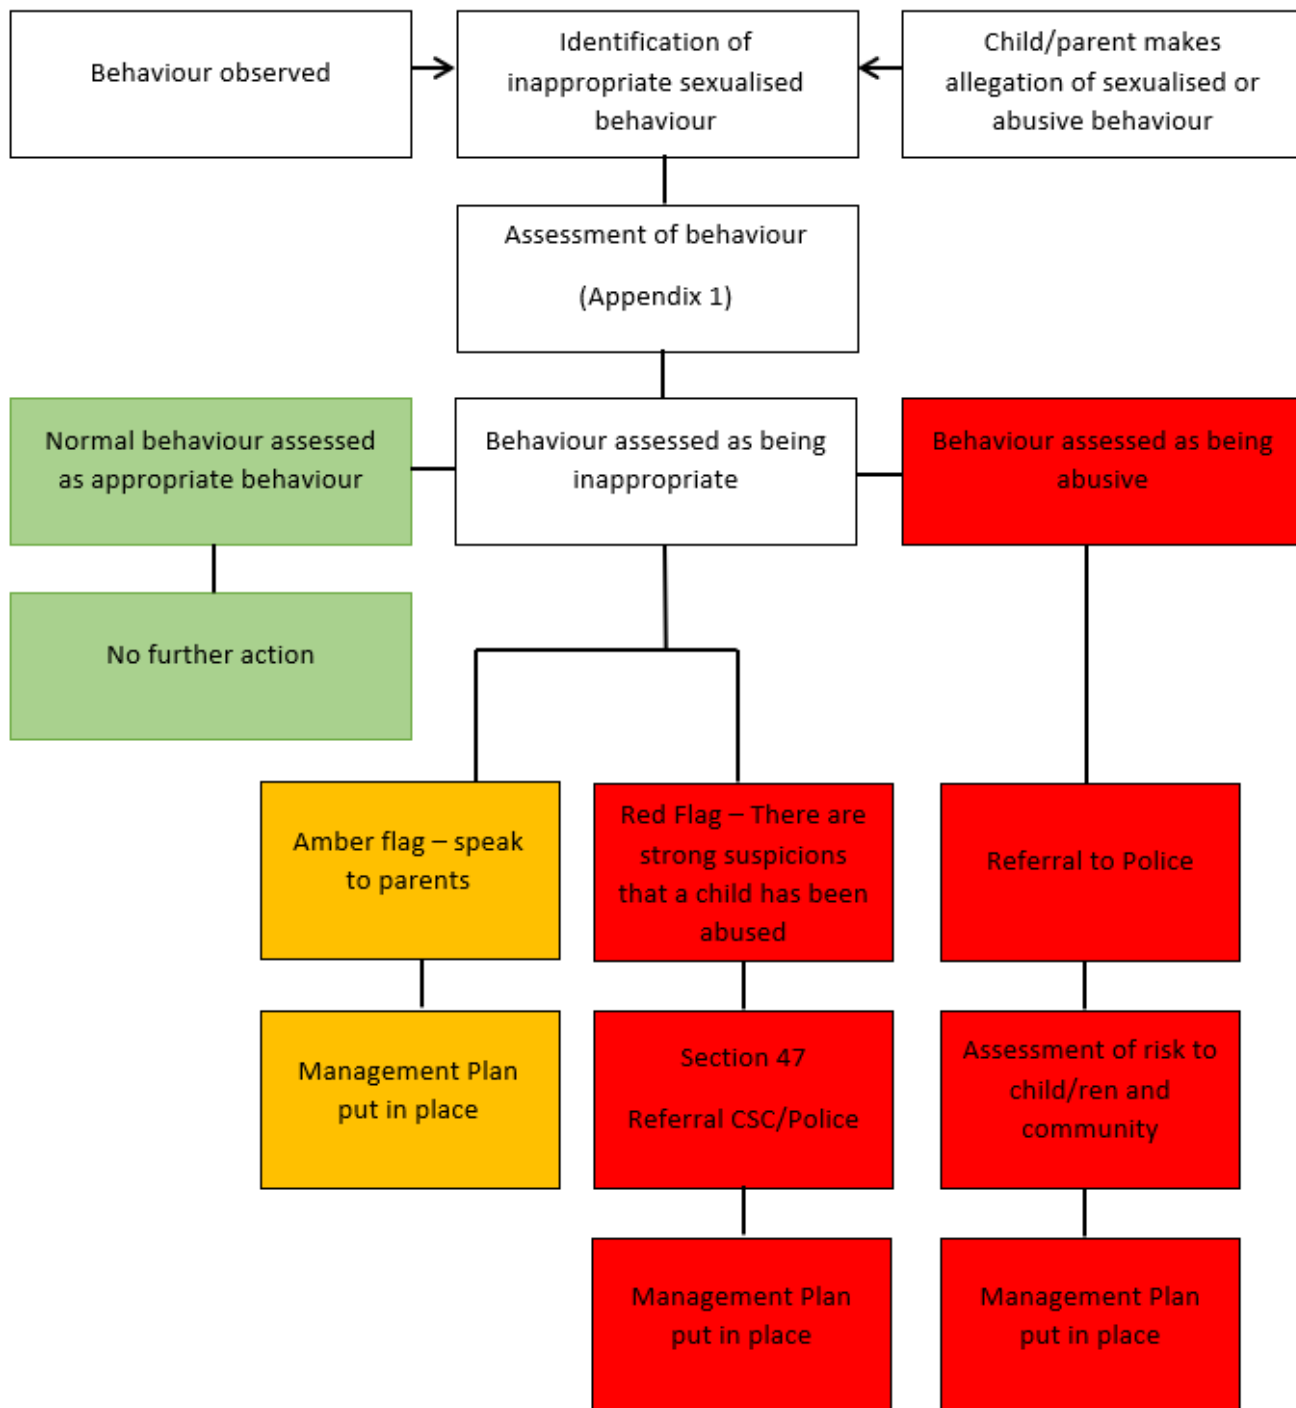 Behaviour observed
Identification of
inappropriate sexualised
behaviour
Child/parent makes
allegation of sexualised or
abusive behaviour
Assessment of behaviour
(Appendix 1)
Normal behaviour assessed
as appropriate behaviour
Behaviour assessed as being
inappropriate
Behaviour assessed as being
abusive
No further action
Amber flag – speak
to parents
Red Flag – There are
strong suspicions
that a child has been
abused
Referral to Police
Management Plan
put in place
Section 47
Referral CSC/Police
Assessment of risk to
child/ren and
community
Management Plan
put in place
Management Plan
put in place